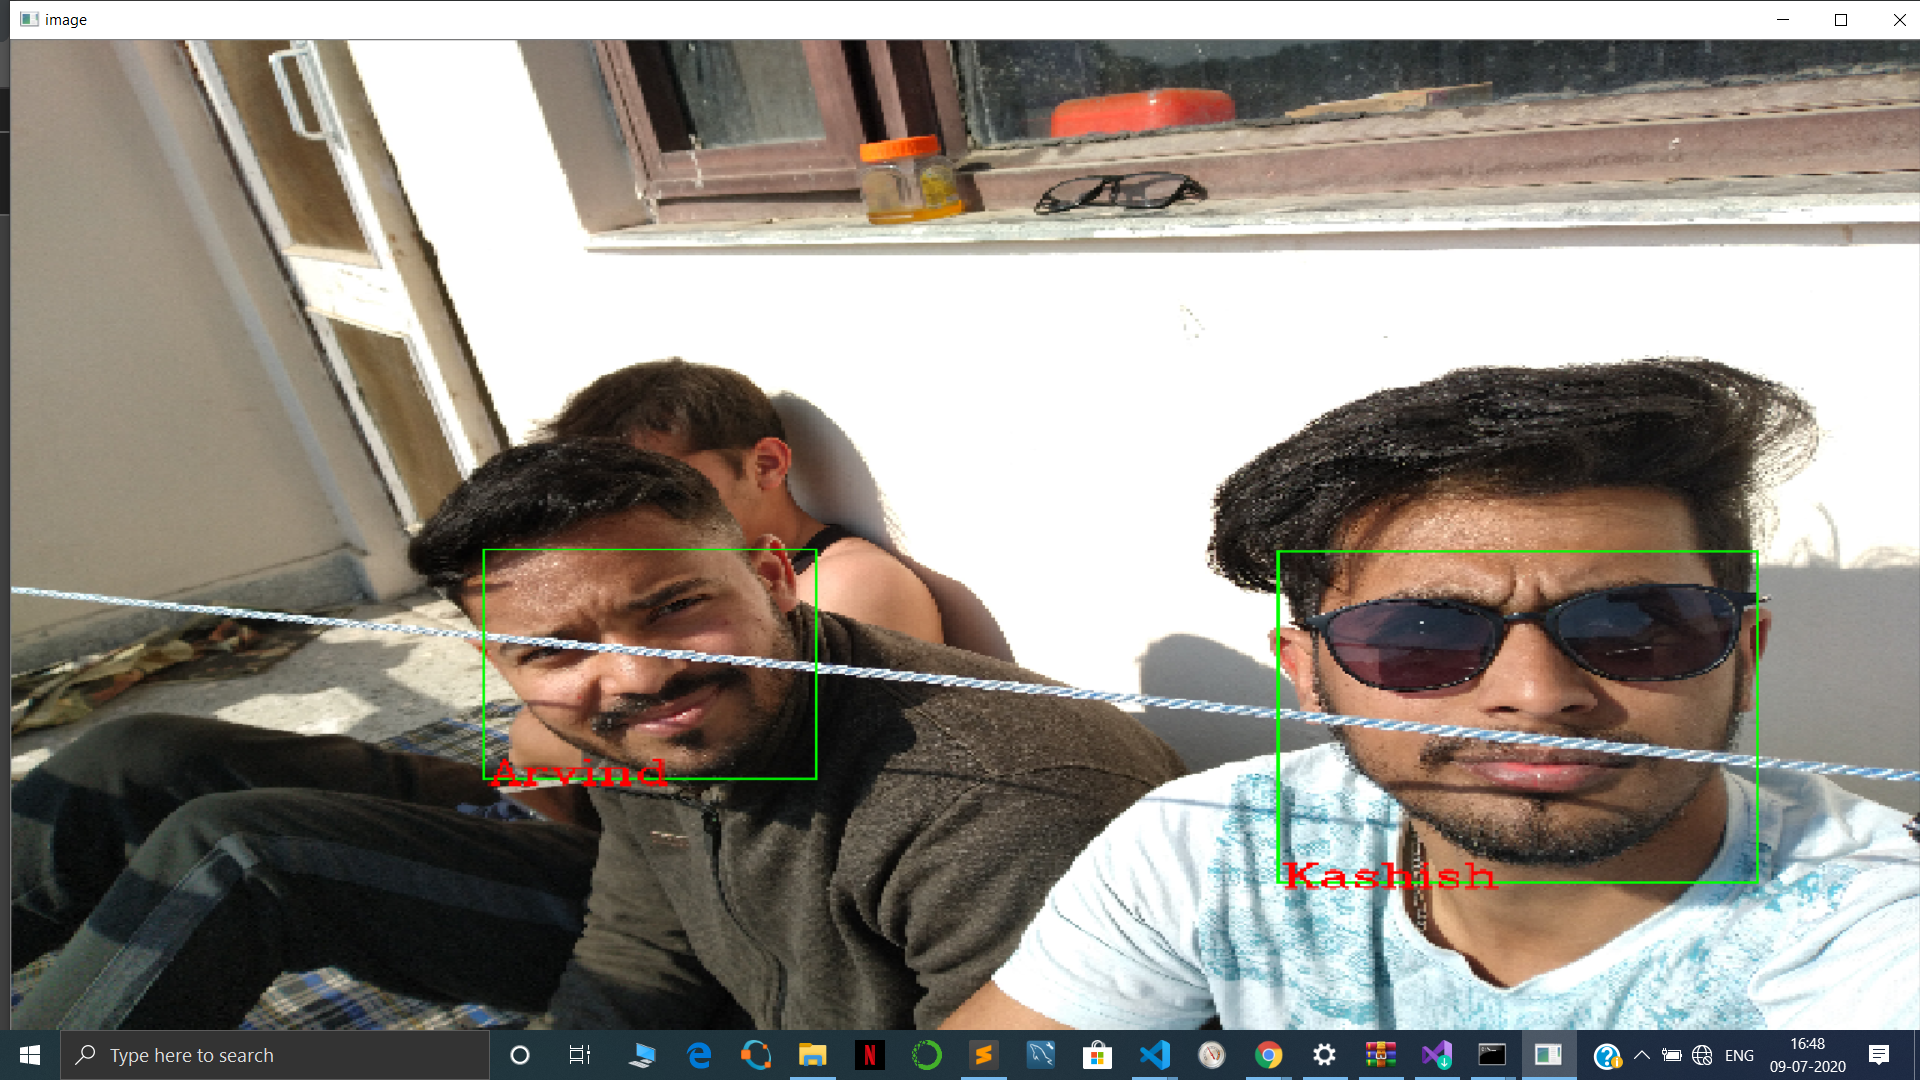 image
Arvind
Kashish
Type here to search
ENG
16:48
09-07-2020